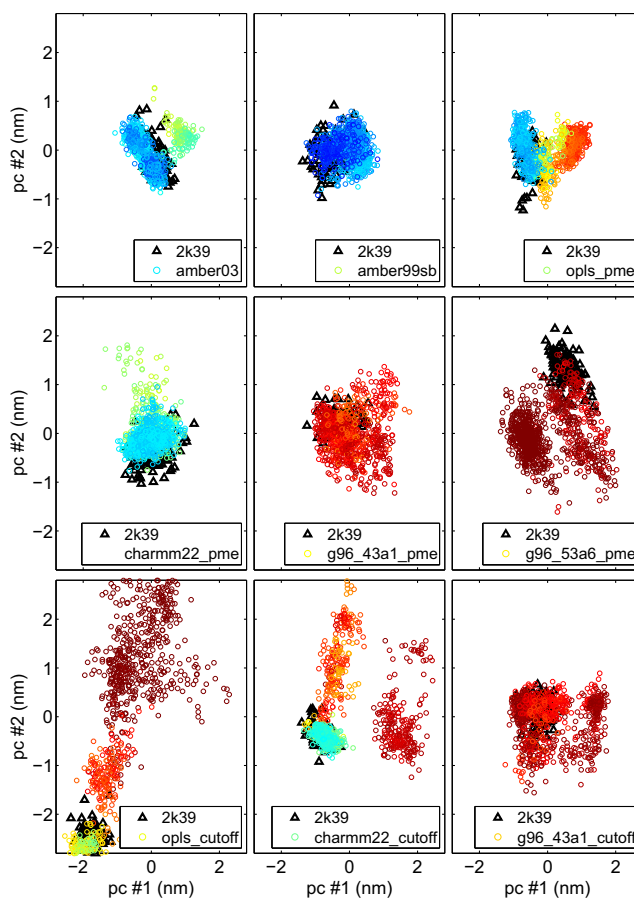 2
1
0
−1
−2
pc #2 (nm)
2k39
amber03
2k39
amber99sb
2k39
opls_pme
2
1
0
−1
−2
pc #2 (nm)
2k39
charmm22_pme
2k39
g96_43a1_pme
2k39
g96_53a6_pme
2
1
0
−1
−2
pc #2 (nm)
2k39
opls_cutoff
2k39
charmm22_cutoff
2k39
g96_43a1_cutoff
−2 0 2
−2 0 2
−2 0 2
pc #1 (nm)
pc #1 (nm)
pc #1 (nm)